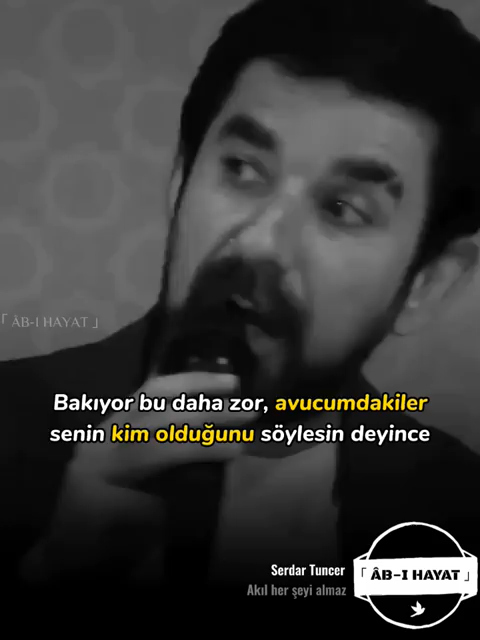 「 ÂB-I HAYAT 」
Bakıyor bu daha zor, avucumdakiler
senin kim olduğunu söylesin deyince
Serdar Tuncer
Akıl her şeyi almaz
「 ÂB-I HAYAT 」